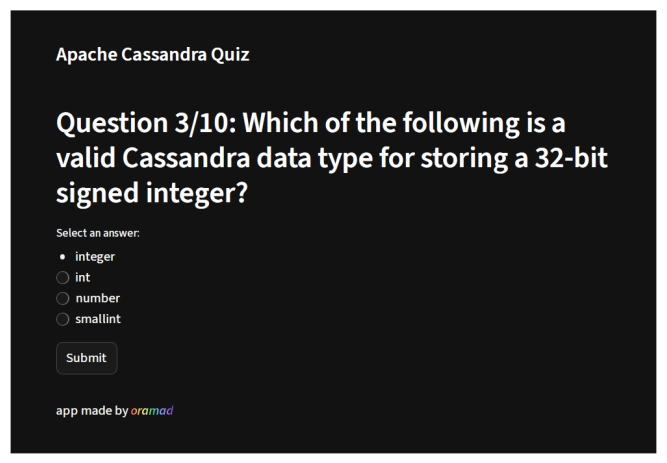 Apache Cassandra Quiz
Question 3/10: Which of the following is a
valid Cassandra data type for storing a 32-bit
signed integer?
Select an answer:
integer
int
number
smallint
Submit
app made by oramad